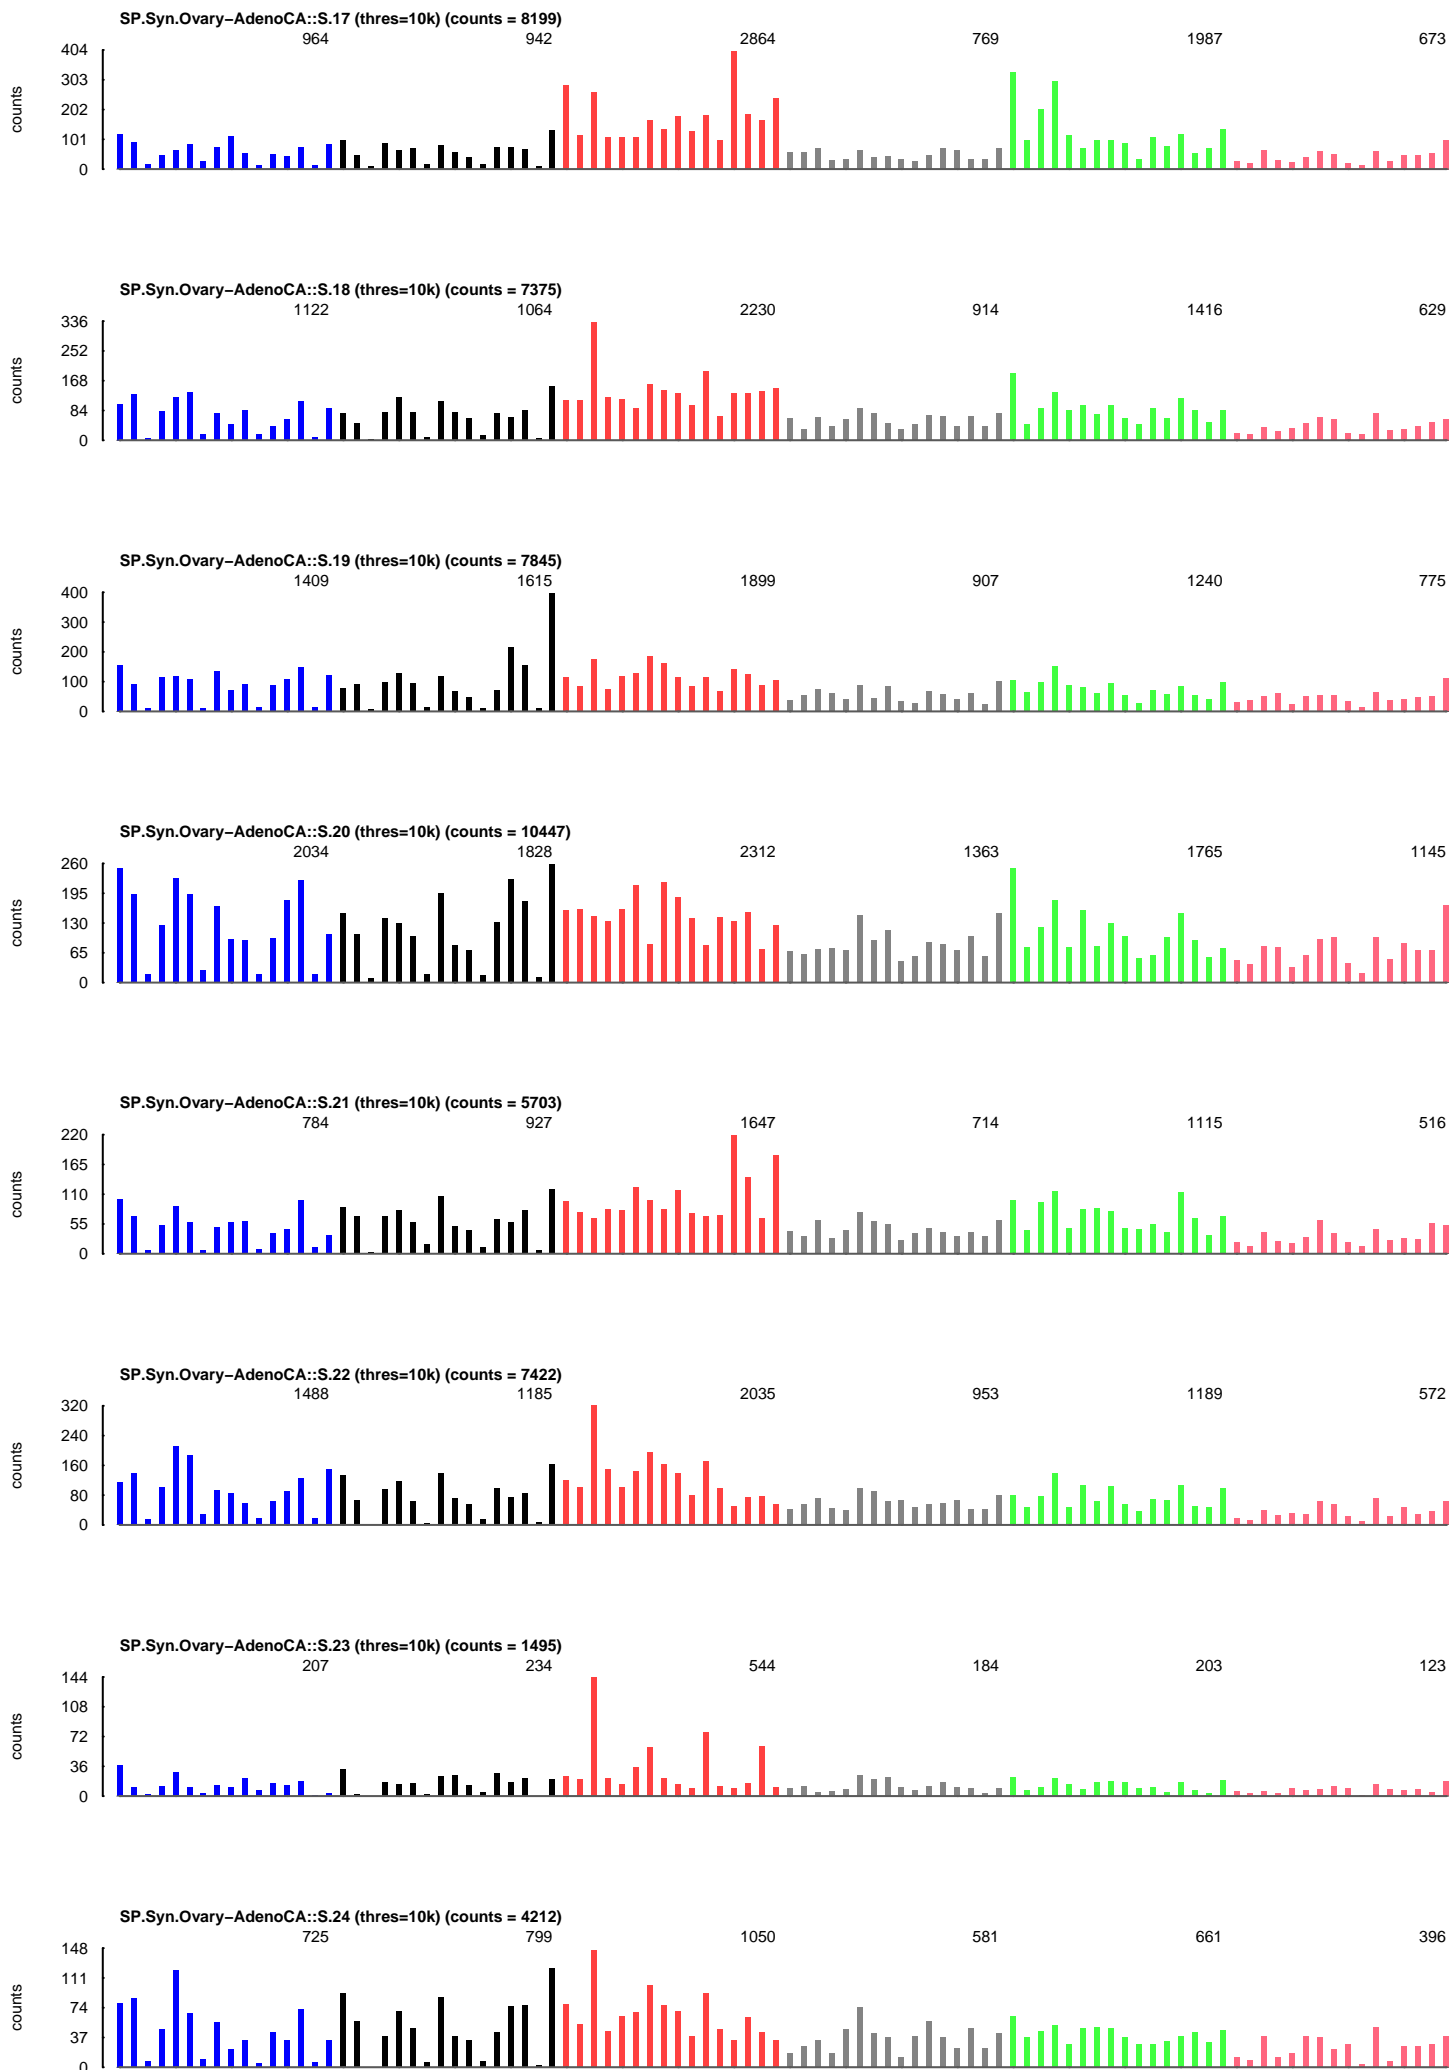 SP.Syn.Ovary−AdenoCA::S.17 (thres=10k) (counts = 8199)
964 942 2864 769 1987 673
404
303
202
101
0
counts
SP.Syn.Ovary−AdenoCA::S.18 (thres=10k) (counts = 7375)
1122 1064 2230 914 1416 629
336
252
168
84
0
counts
SP.Syn.Ovary−AdenoCA::S.19 (thres=10k) (counts = 7845)
1409 1615 1899 907 1240 775
400
300
200
100
0
counts
SP.Syn.Ovary−AdenoCA::S.20 (thres=10k) (counts = 10447)
2034 1828 2312 1363 1765 1145
260
195
130
65
0
counts
SP.Syn.Ovary−AdenoCA::S.21 (thres=10k) (counts = 5703)
784 927 1647 714 1115 516
220
165
110
55
0
counts
SP.Syn.Ovary−AdenoCA::S.22 (thres=10k) (counts = 7422)
1488 1185 2035 953 1189 572
320
240
160
80
0
counts
SP.Syn.Ovary−AdenoCA::S.23 (thres=10k) (counts = 1495)
207 234 544 184 203 123
144
108
72
36
0
counts
SP.Syn.Ovary−AdenoCA::S.24 (thres=10k) (counts = 4212)
725 799 1050 581 661 396
148
111
74
37
0
counts